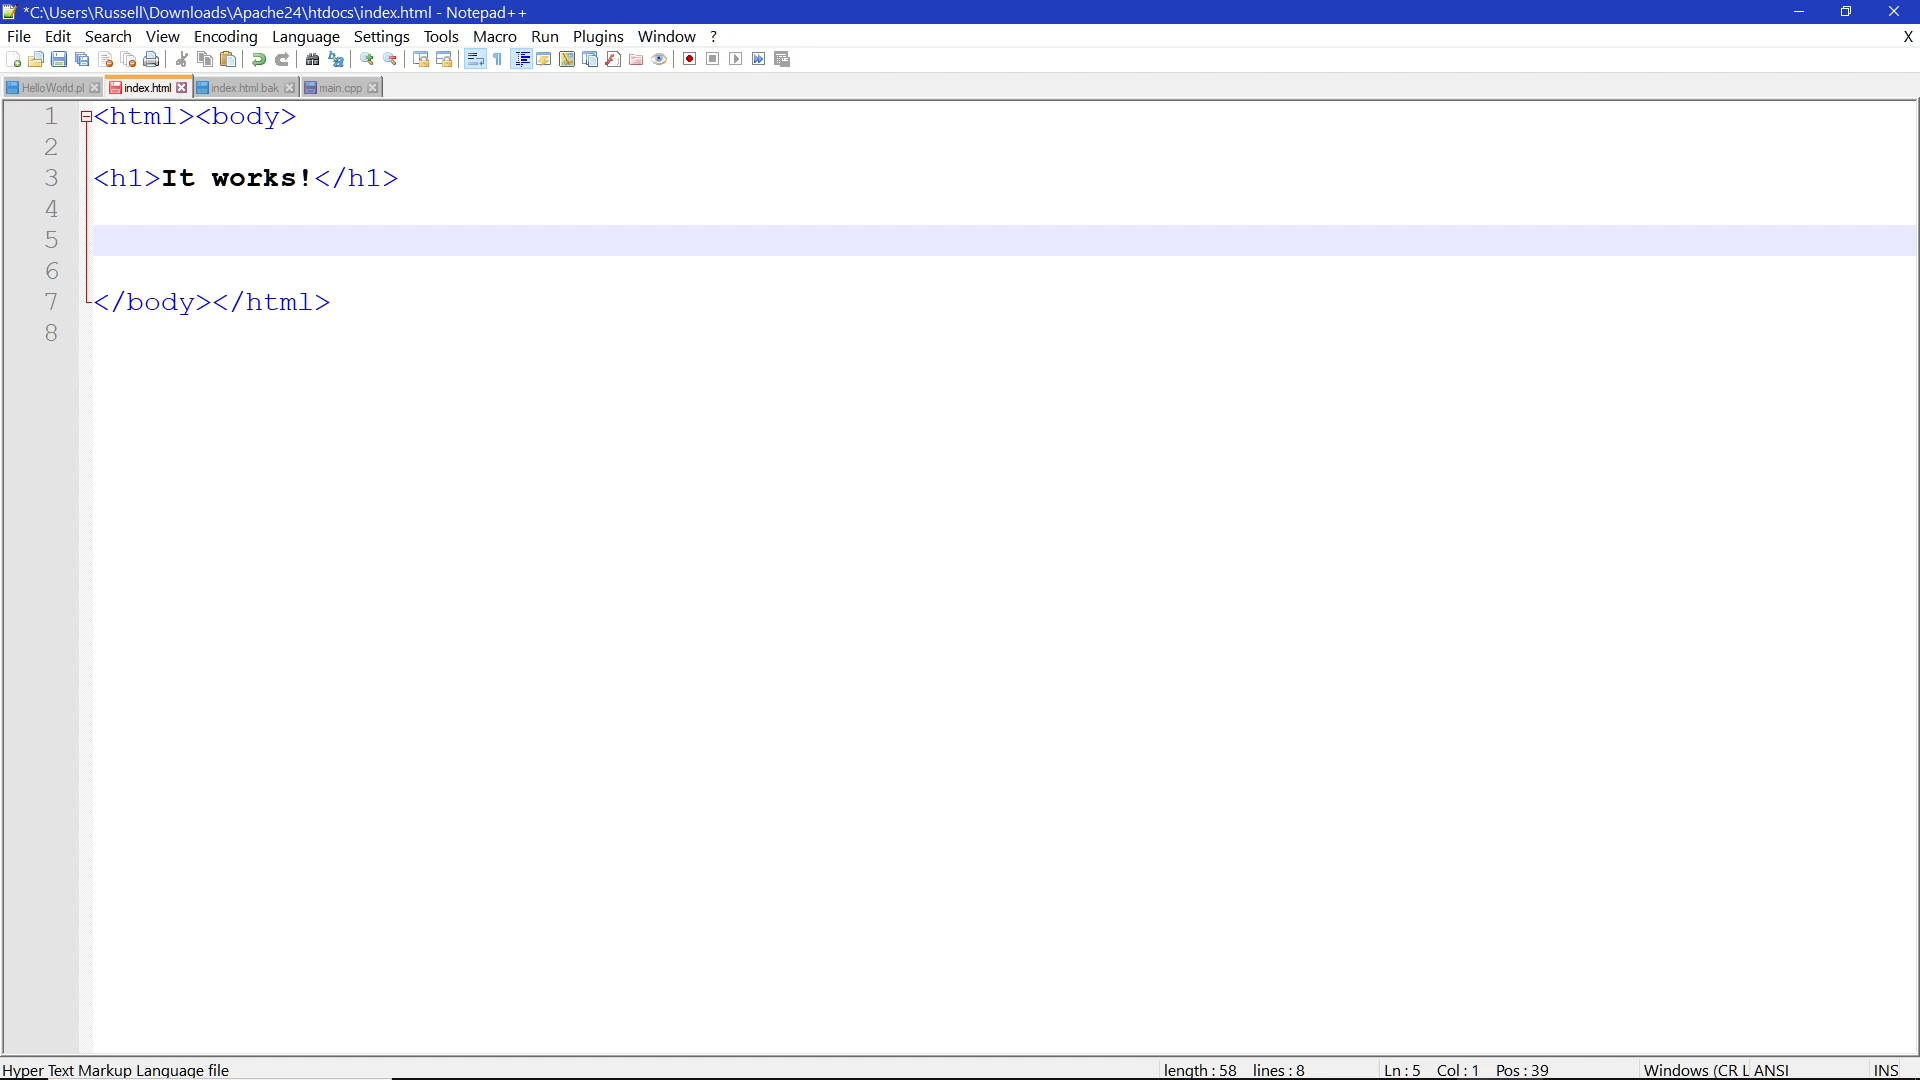 *C:\Users\Russell\Downloads\Apache24\htdocs\index.html - Notepad++
File Edit Search View Encoding Language Settings Tools Macro Run Plugins Window ? X
HelloWorld.pl index.html index.html.bak main.cpp
1 <html><body>
2
3 <h1>It works!</h1>
4
5
6
7 </body></html>
8
Hyper Text Markup Language file length : 58 lines : 8 Ln : 5 Col : 1 Pos : 39 Windows (CR L ANSI INS